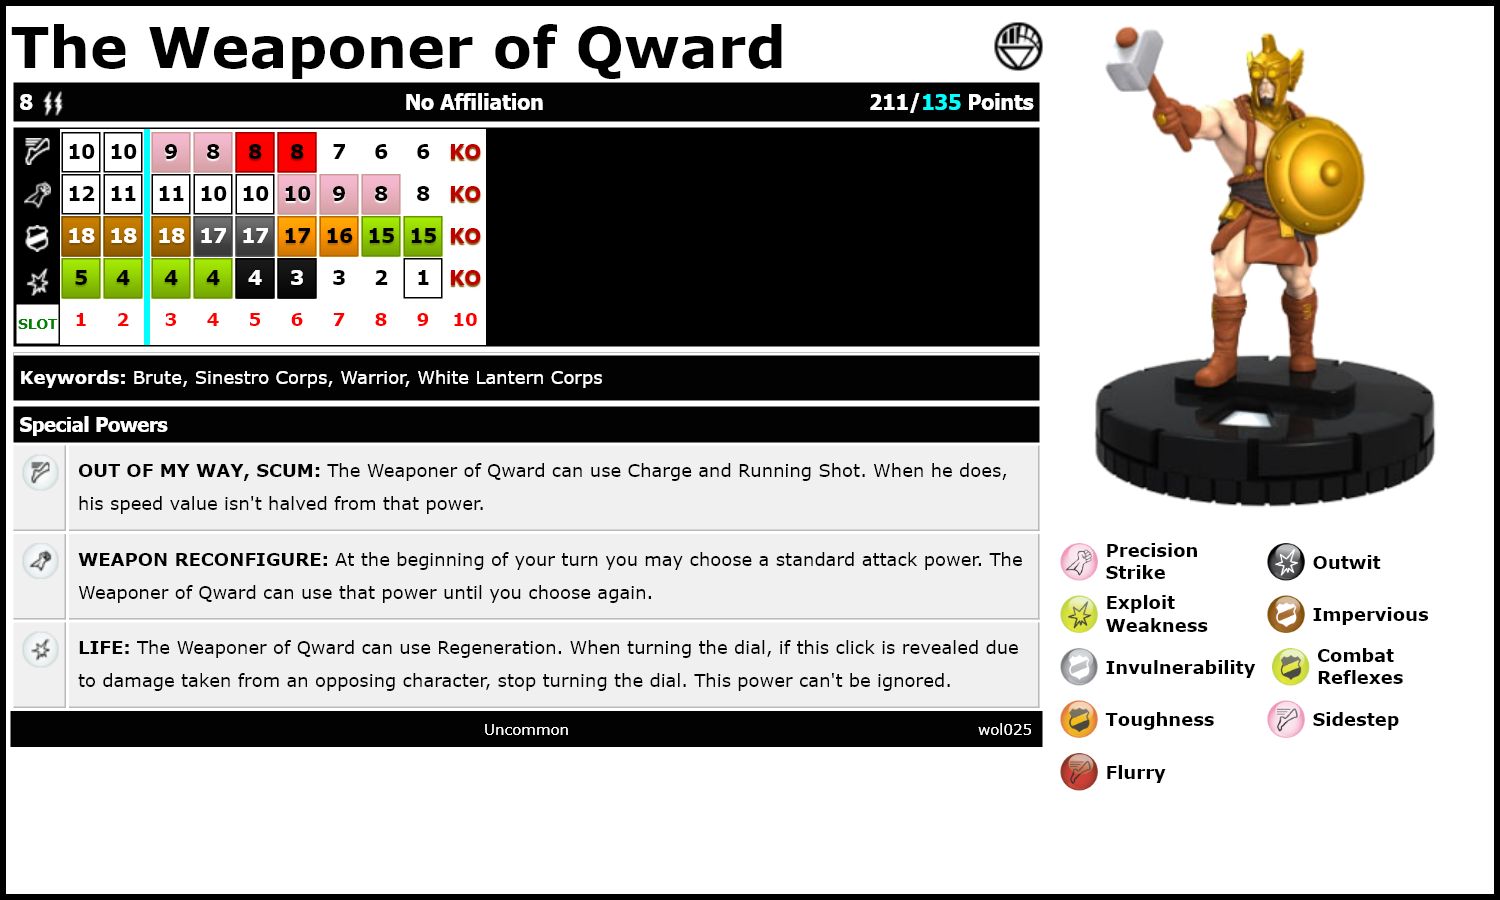 The Weaponer of Qward
8 No Affiliation 211/135 Points
10 10 9 8 8 8 7 6 6 KO
12 11 11 10 10 10 9 8 8 KO
18 18 18 17 17 17 16 15 15 KO
5 4 4 4 4 3 3 2 1 KO
SLOT 1 2 3 4 5 6 7 8 9 10
Keywords: Brute, Sinestro Corps, Warrior, White Lantern Corps
Special Powers
OUT OF MY WAY, SCUM: The Weaponer of Qward can use Charge and Running Shot. When he does,
his speed value isn't halved from that power.
WEAPON RECONFIGURE: At the beginning of your turn you may choose a standard attack power. The
Weaponer of Qward can use that power until you choose again.
LIFE: The Weaponer of Qward can use Regeneration. When turning the dial, if this click is revealed due
to damage taken from an opposing character, stop turning the dial. This power can't be ignored.
Uncommon wol025
Precision
Strike
Outwit
Exploit
Weakness
Impervious
Invulnerability
Combat
Reflexes
Toughness
Sidestep
Flurry